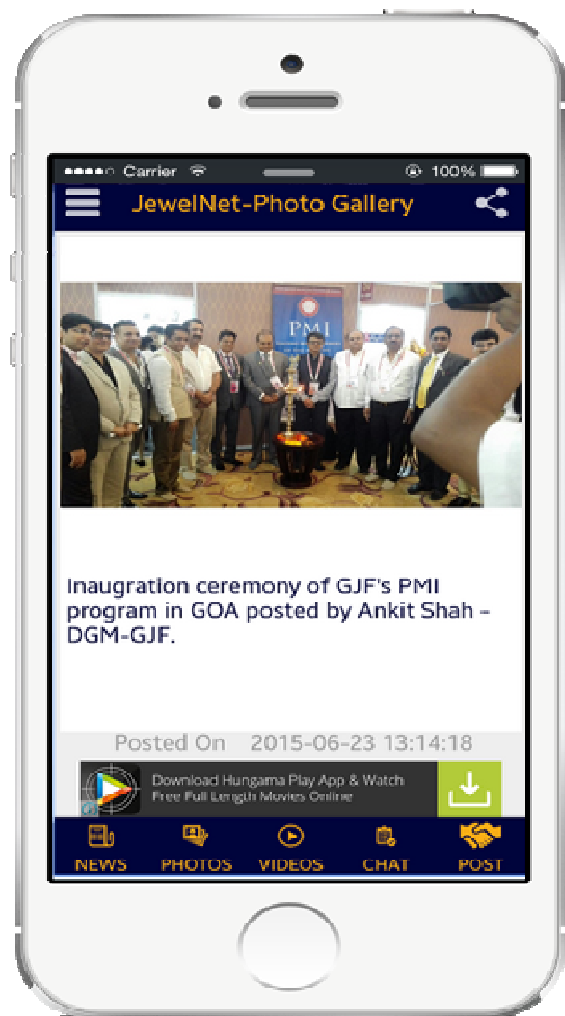 Carrier 100%
JewelNet-Photo Gallery
PMI
Inaugration ceremony of GJF's PMI
program in GOA posted by Ankit Shah -
DGM-GJF.
Posted On 2015-06-23 13:14:18
Download Hungama Play App & Watch
Free Full Length Movies Online
NEWS PHOTOS VIDEOS CHAT POST